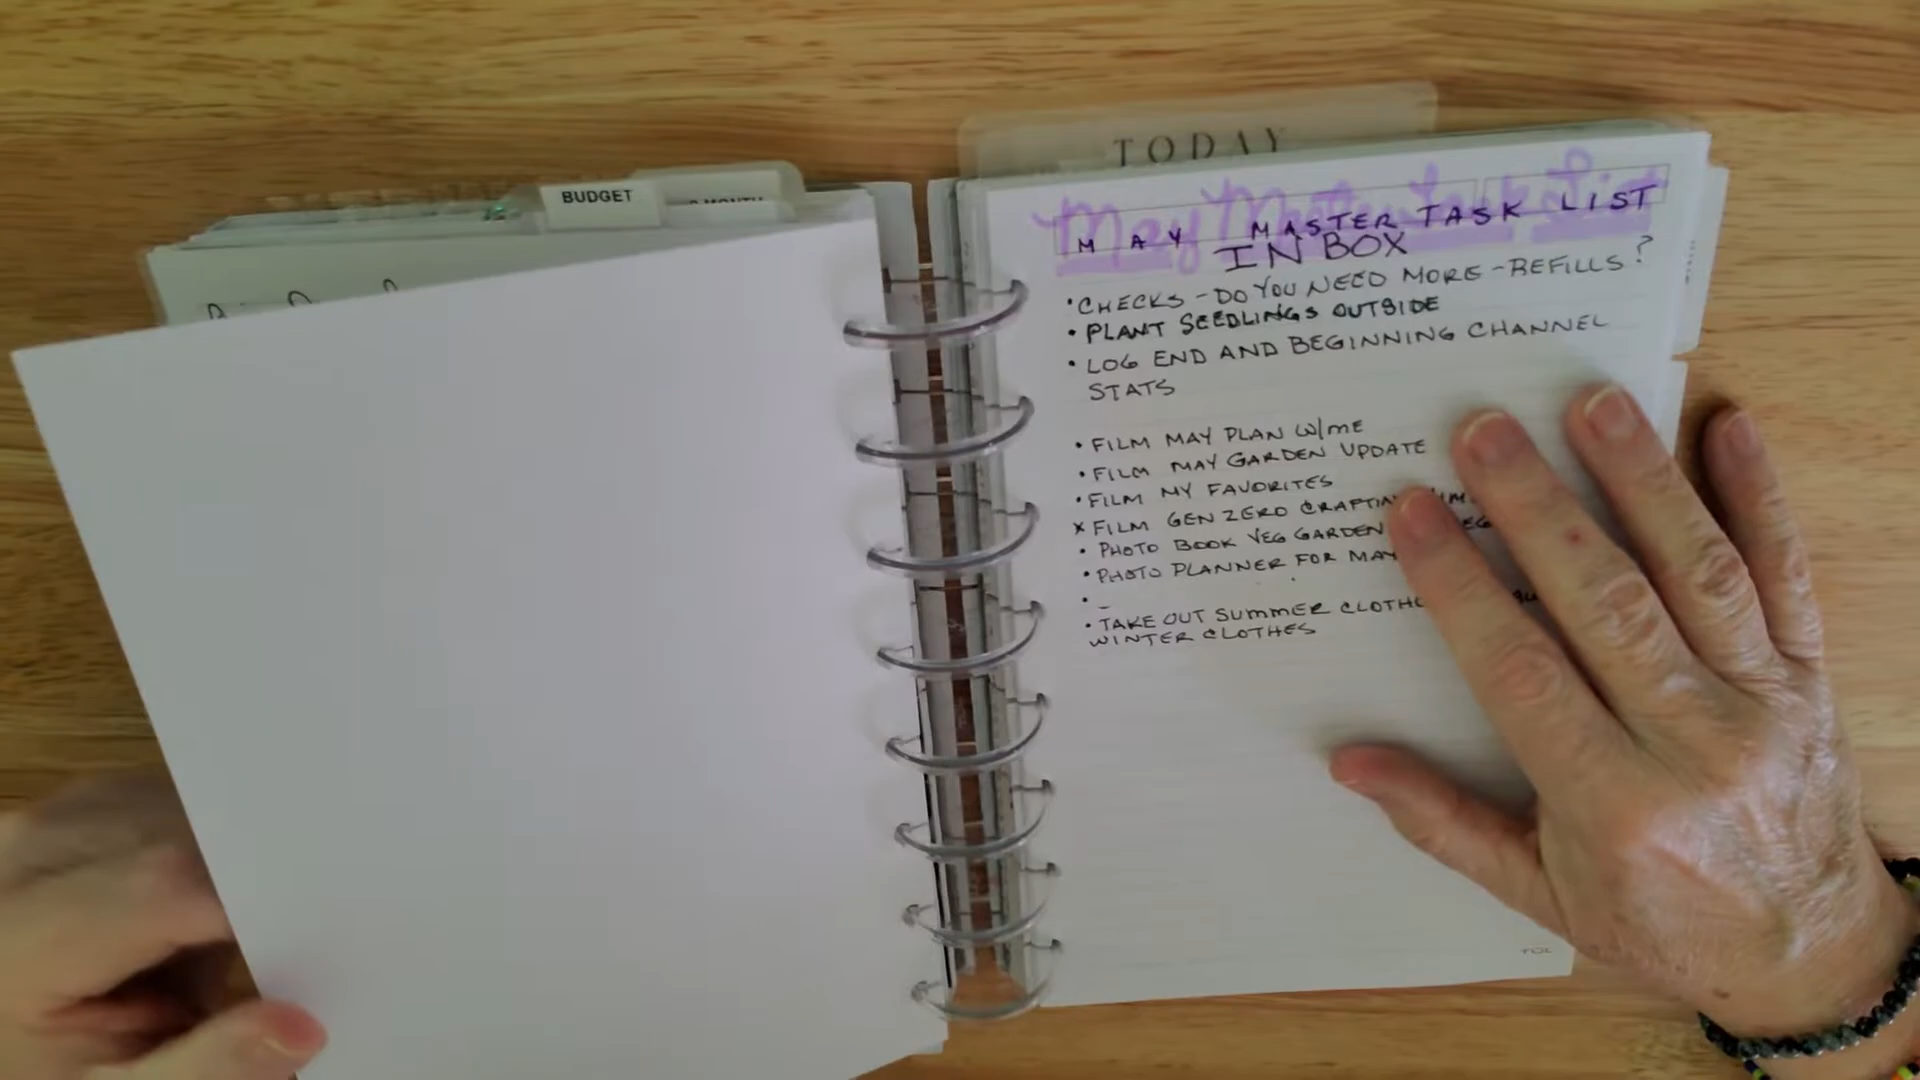 TODAY
BUDGET
May Master Task List
MAY MASTER TASK LIST
IN BOX
• CHECKS - DO YOU NEED MORE - REFILLS?
• PLANT SEEDLINGS OUTSIDE
• LOG END AND BEGINNING CHANNEL
STATS
• FILM MAY PLAN W/ME
• FILM MAY GARDEN UPDATE
• FILM MY FAVORITES
x FILM GEN ZERO
• PHOTO BOOK VEG GARDEN
• PHOTO PLANNER FOR MAY
• -
• TAKE OUT SUMMER
WINTER CLOTHES